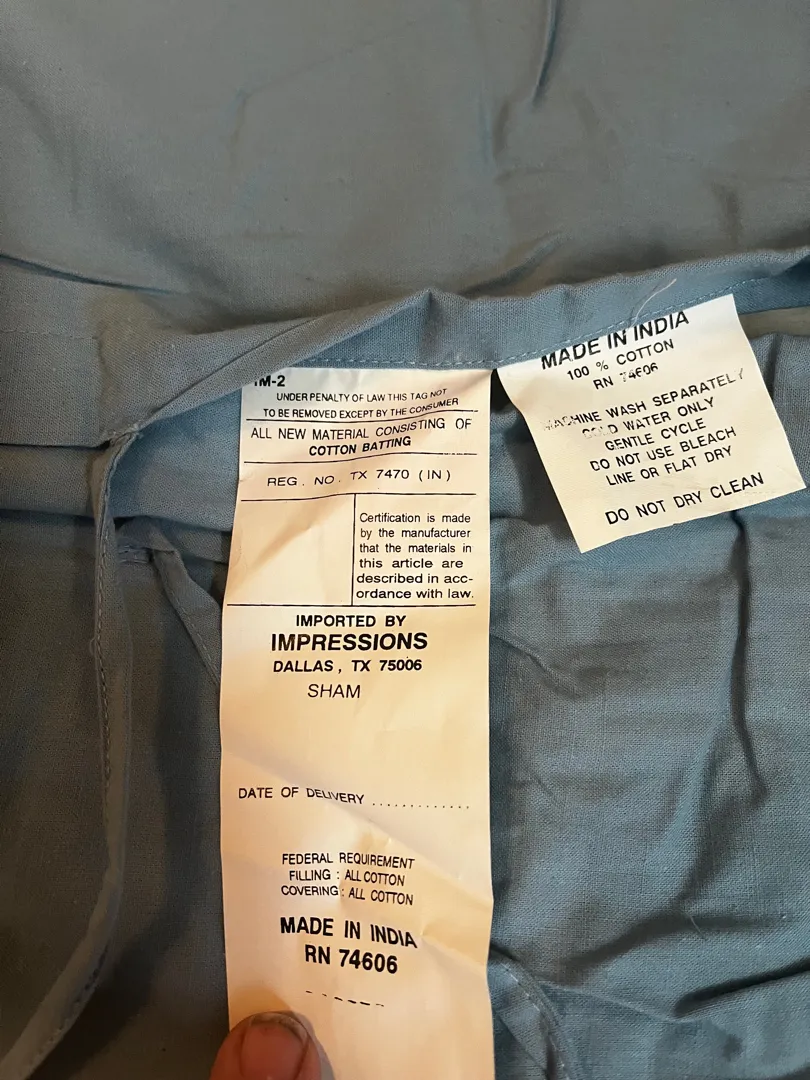 IM-2
UNDER PENALTY OF LAW THIS TAG NOT
TO BE REMOVED EXCEPT BY THE CONSUMER
ALL NEW MATERIAL CONSISTING OF
COTTON BATTING
REG. NO. TX 7470 (IN)
Certification is made
by the manufacturer
that the materials in
this article are
described in acc-
ordance with law.
IMPORTED BY
IMPRESSIONS
DALLAS, TX 75006
SHAM
DATE OF DELIVERY .............
FEDERAL REQUIREMENT
FILLING : ALL COTTON
COVERING : ALL COTTON
MADE IN INDIA
RN 74606
MADE IN INDIA
100 % COTTON
RN 74606
MACHINE WASH SEPARATELY
COLD WATER ONLY
GENTLE CYCLE
DO NOT USE BLEACH
LINE OR FLAT DRY
DO NOT DRY CLEAN